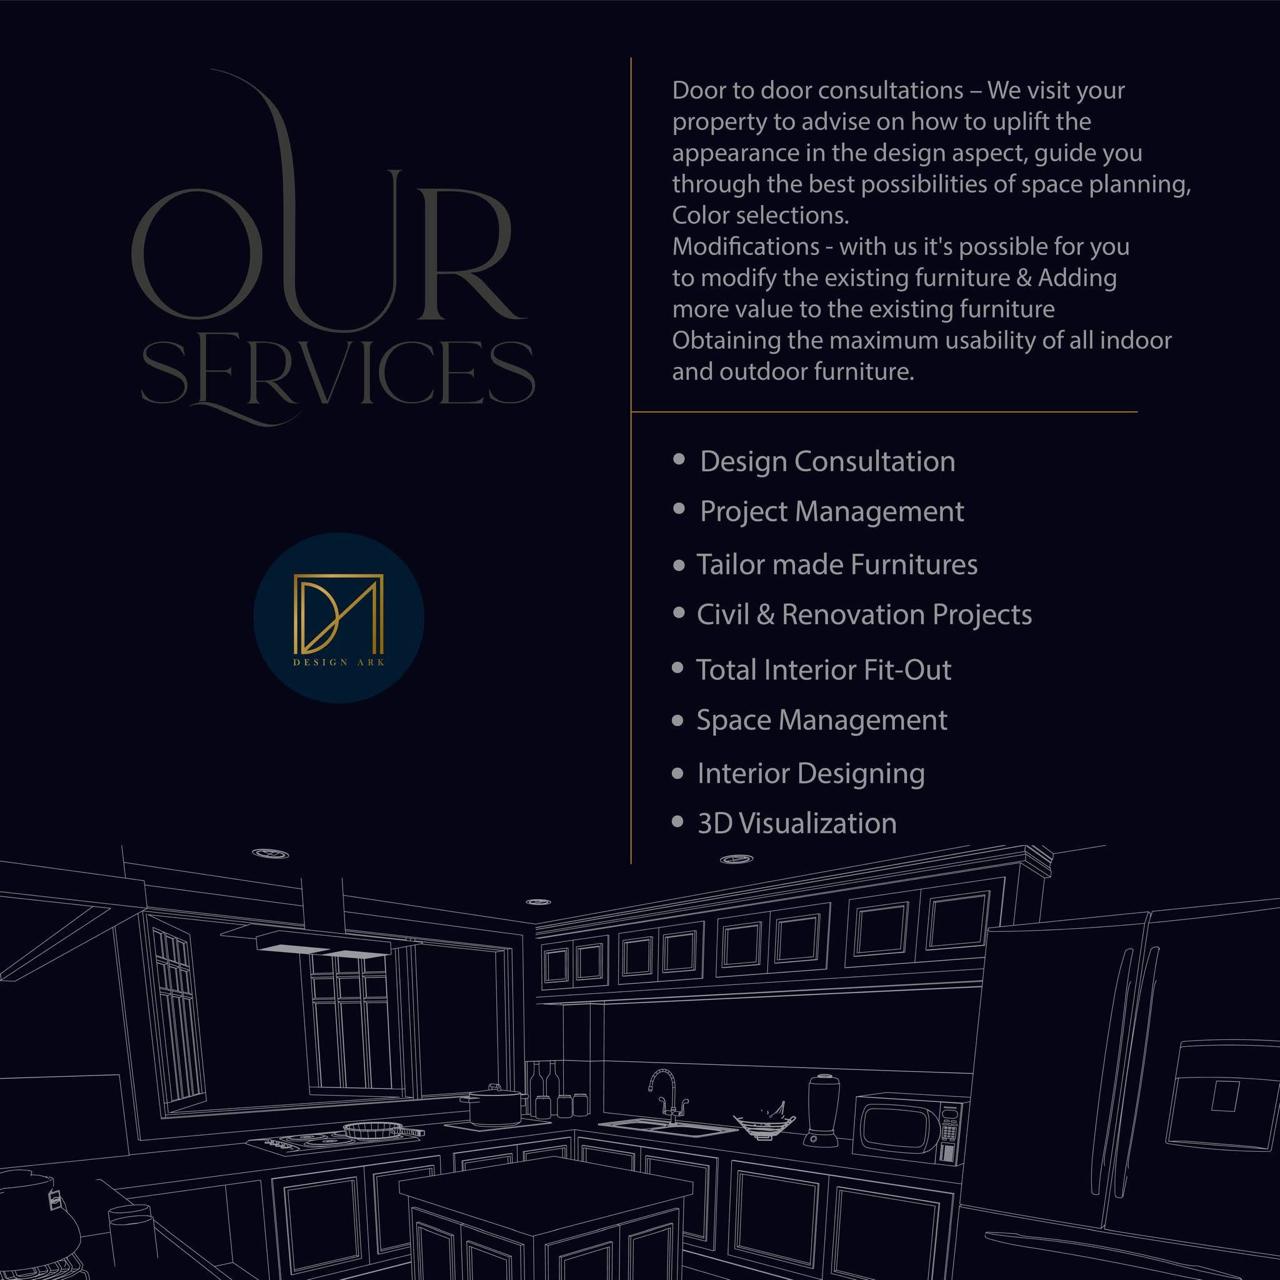 OUR
SERVICES
DESIGN ARK
Door to door consultations – We visit your
property to advise on how to uplift the
appearance in the design aspect, guide you
through the best possibilities of space planning,
Color selections.
Modifications - with us it's possible for you
to modify the existing furniture & Adding
more value to the existing furniture
Obtaining the maximum usability of all indoor
and outdoor furniture.
• Design Consultation
• Project Management
• Tailor made Furnitures
• Civil & Renovation Projects
• Total Interior Fit-Out
• Space Management
• Interior Designing
• 3D Visualization